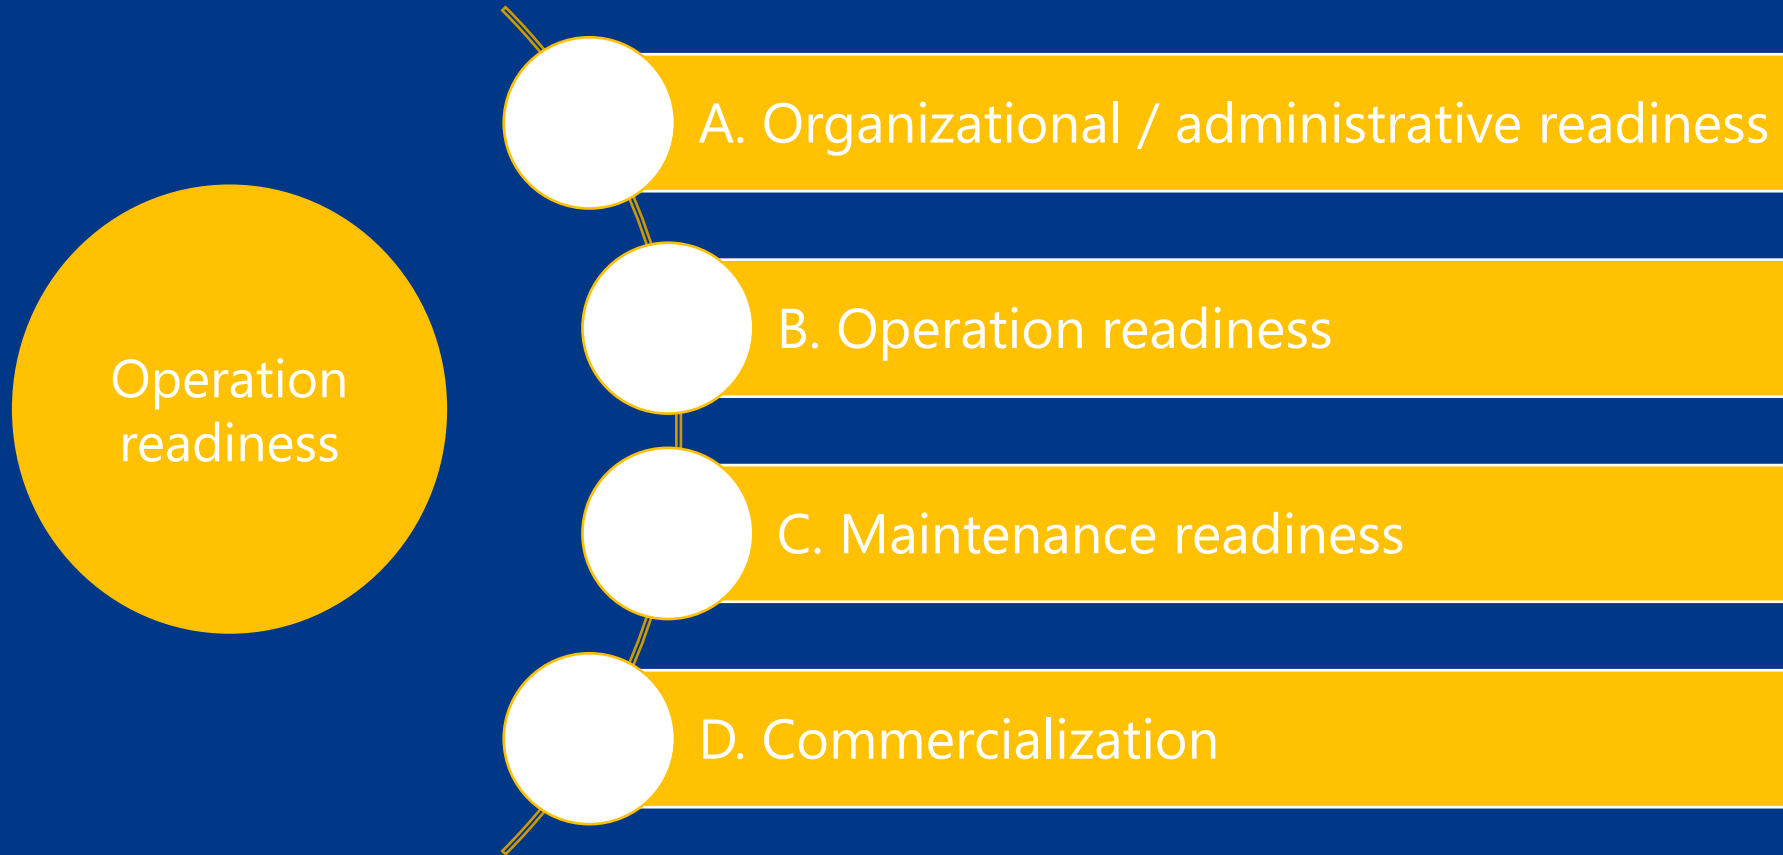 Operation
readiness
A. Organizational / administrative readiness
B. Operation readiness
C. Maintenance readiness
D. Commercialization